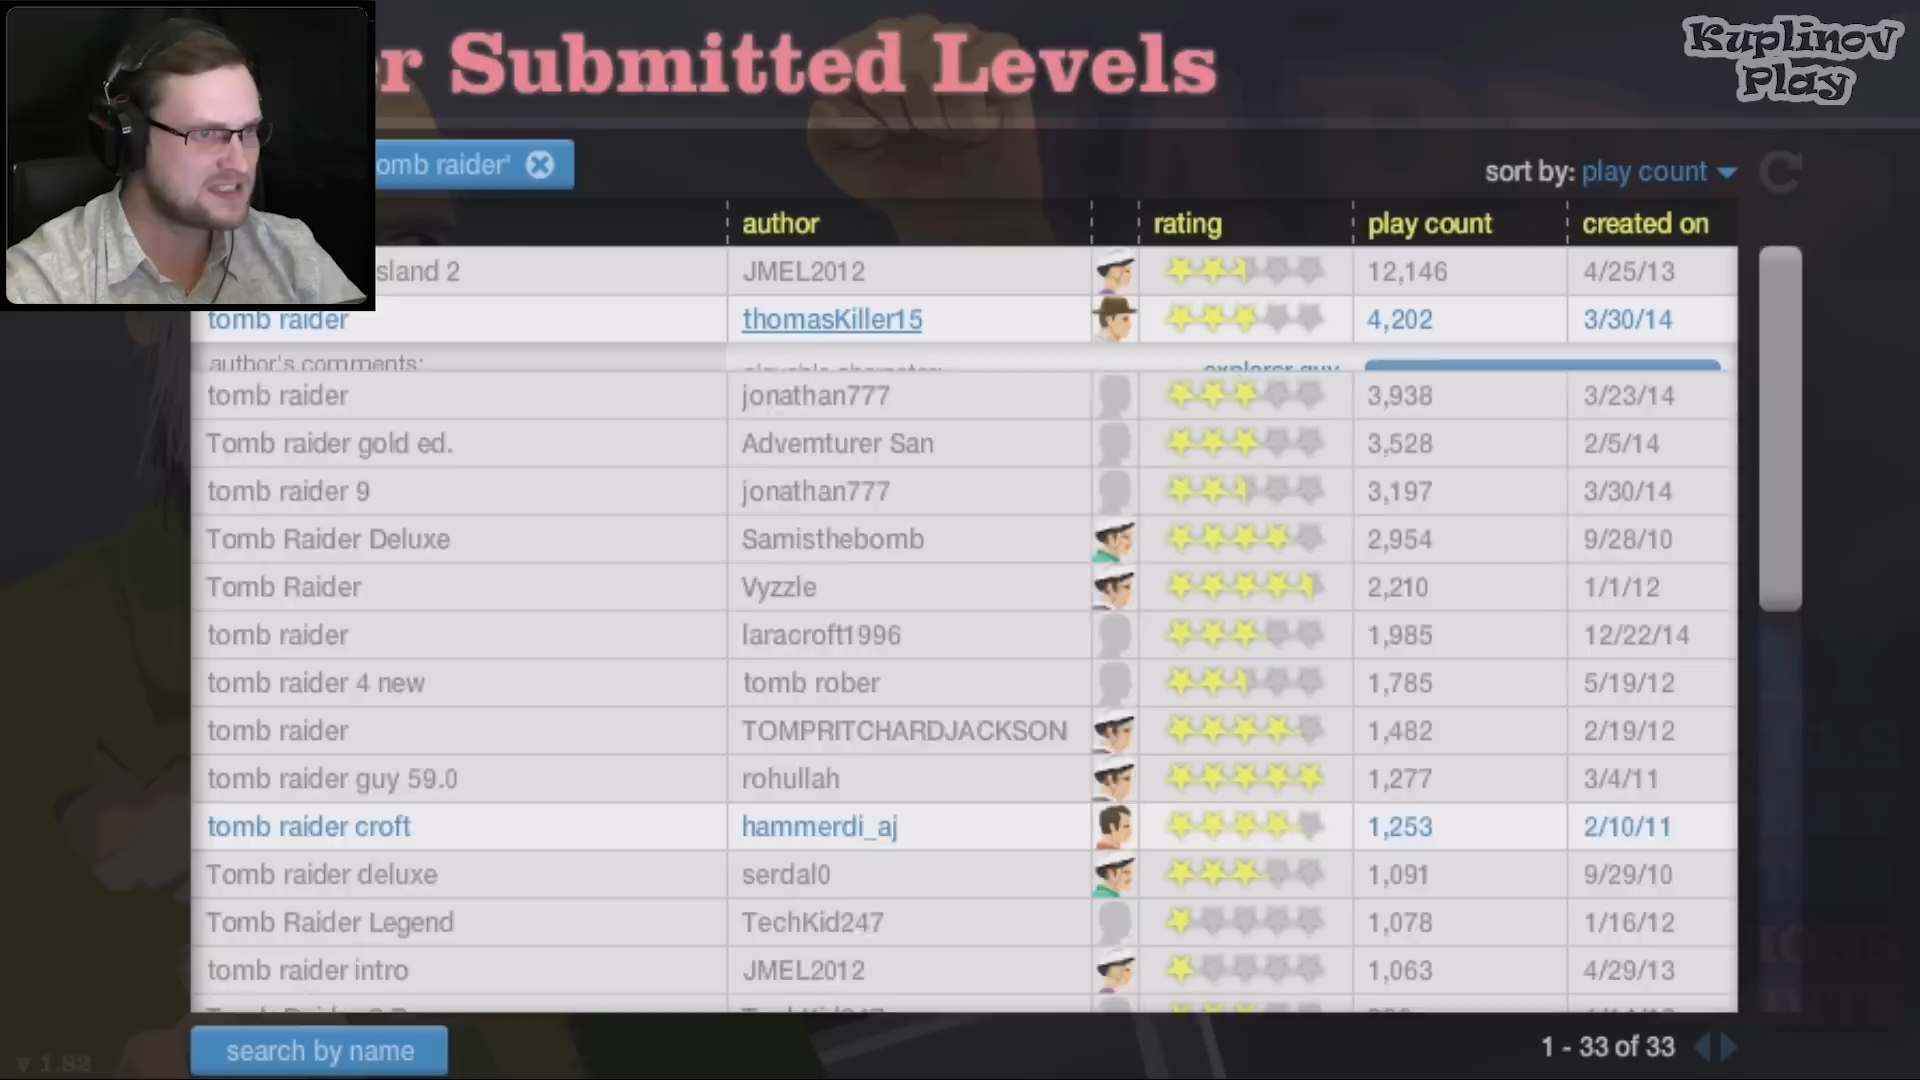 r Submitted Levels
Kuplinov
Play
omb raider'
sort by: play count
author rating play count created on
sland 2 JMEL2012 12,146 4/25/13
tomb raider thomasKiller15 4,202 3/30/14
author's comments: playable character: explorer guy
tomb raider jonathan777 3,938 3/23/14
Tomb raider gold ed. Advemturer San 3,528 2/5/14
tomb raider 9 jonathan777 3,197 3/30/14
Tomb Raider Deluxe Samisthebomb 2,954 9/28/10
Tomb Raider Vyzzle 2,210 1/1/12
tomb raider laracroft1996 1,985 12/22/14
tomb raider 4 new tomb rober 1,785 5/19/12
tomb raider TOMPRITCHARDJACKSON 1,482 2/19/12
tomb raider guy 59.0 rohullah 1,277 3/4/11
tomb raider croft hammerdi_aj 1,253 2/10/11
Tomb raider deluxe serdal0 1,091 9/29/10
Tomb Raider Legend TechKid247 1,078 1/16/12
tomb raider intro JMEL2012 1,063 4/29/13
search by name
1 - 33 of 33
v 1.82